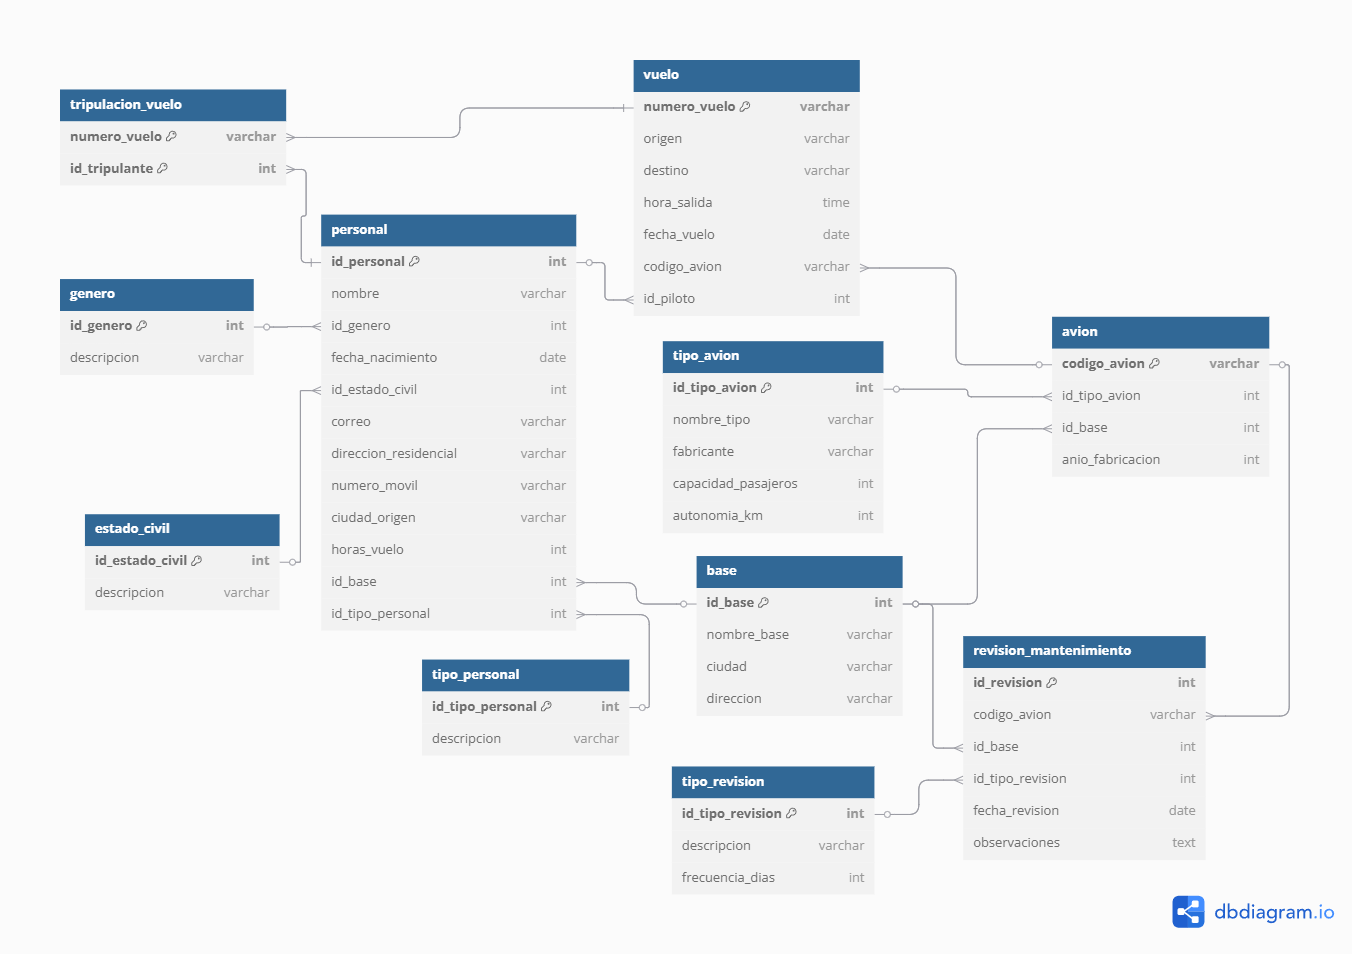 tripulacion_vuelo
numero_vuelo varchar
id_tripulante int
vuelo
numero_vuelo varchar
origen varchar
destino varchar
hora_salida time
fecha_vuelo date
codigo_avion varchar
id_piloto int
personal
id_personal int
nombre varchar
id_genero int
fecha_nacimiento date
id_estado_civil int
correo varchar
direccion_residencial varchar
numero_movil varchar
ciudad_origen varchar
horas_vuelo int
id_base int
id_tipo_personal int
genero
id_genero int
descripcion varchar
avion
codigo_avion varchar
id_tipo_avion int
id_base int
anio_fabricacion int
tipo_avion
id_tipo_avion int
nombre_tipo varchar
fabricante varchar
capacidad_pasajeros int
autonomia_km int
estado_civil
id_estado_civil int
descripcion varchar
base
id_base int
nombre_base varchar
ciudad varchar
direccion varchar
revision_mantenimiento
id_revision int
codigo_avion varchar
id_base int
id_tipo_revision int
fecha_revision date
observaciones text
tipo_personal
id_tipo_personal int
descripcion varchar
tipo_revision
id_tipo_revision int
descripcion varchar
frecuencia_dias int
dbdiagram.io